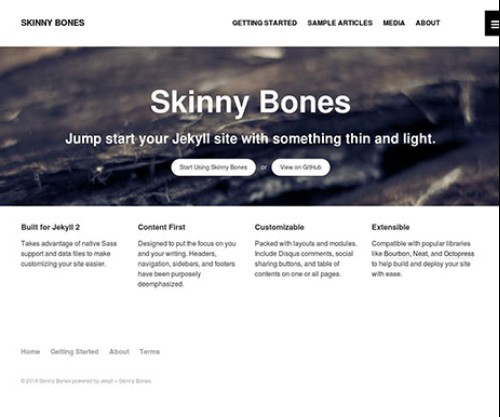 SKINNY BONES
GETTING STARTED SAMPLE ARTICLES MEDIA ABOUT
Skinny Bones
Jump start your Jekyll site with something thin and light.
Start Using Skinny Bones or View on GitHub
Built for Jekyll 2
Takes advantage of native Sass
support and data files to make
customizing your site easier.
Content First
Designed to put the focus on you
and your writing. Headers,
navigation, sidebars, and footers
have been purposely
deemphasized.
Customizable
Packed with layouts and modules.
Include Disqus comments, social
sharing buttons, and table of
contents on one or all pages.
Extensible
Compatible with popular libraries
like Bourbon, Neat, and Octopress
to help build and deploy your site
with ease.
Home Getting Started About Terms
© 2014 Skinny Bones powered by Jekyll + Skinny Bones.